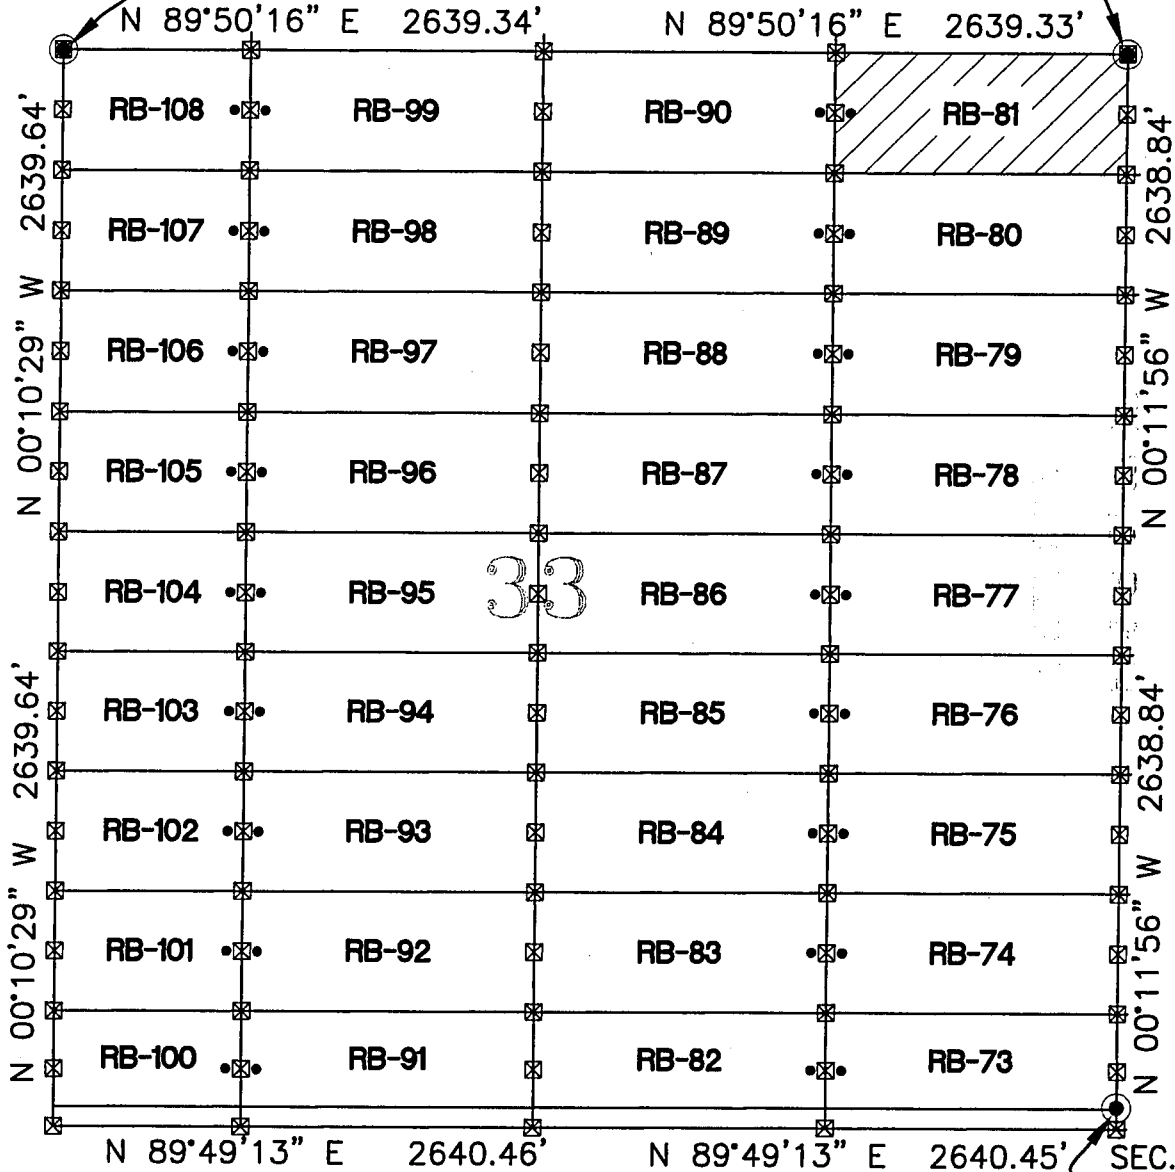 N 89°50'16" E 2639.34' N 89°50'16" E 2639.33'
N 00°10'29" W 2639.64'
N 00°11'56" W 2638.84'
RB-108 RB-99 RB-90 RB-81
RB-107 RB-98 RB-89 RB-80
RB-106 RB-97 RB-88 RB-79
RB-105 RB-96 RB-87 RB-78
RB-104 RB-95 33 RB-86 RB-77
RB-103 RB-94 RB-85 RB-76
RB-102 RB-93 RB-84 RB-75
RB-101 RB-92 RB-83 RB-74
RB-100 RB-91 RB-82 RB-73
N 00°10'29" W 2639.64'
N 00°11'56" W 2638.84'
N 89°49'13" E 2640.46' N 89°49'13" E 2640.45' SEC.